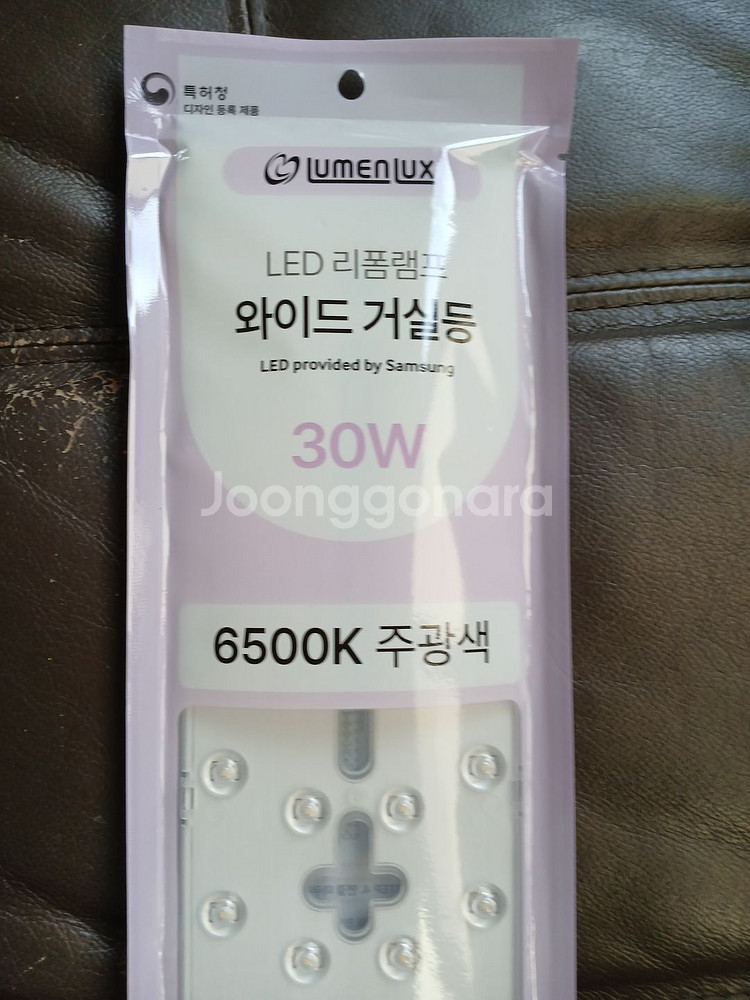 특허청
디자인 등록 제품
LUMENLUX
LED 리폼램프
와이드 거실등
LED provided by Samsung
30W
Joonggonara
6500K 주광색